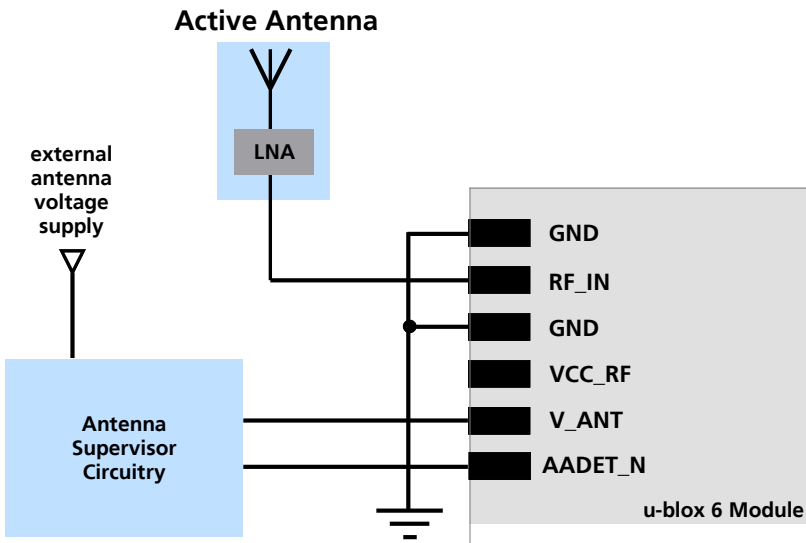 Active Antenna
LNA
external
antenna
voltage
supply
GND
RF_IN
GND
VCC_RF
V_ANT
AADET_N
Antenna
Supervisor
Circuitry
u-blox 6 Module